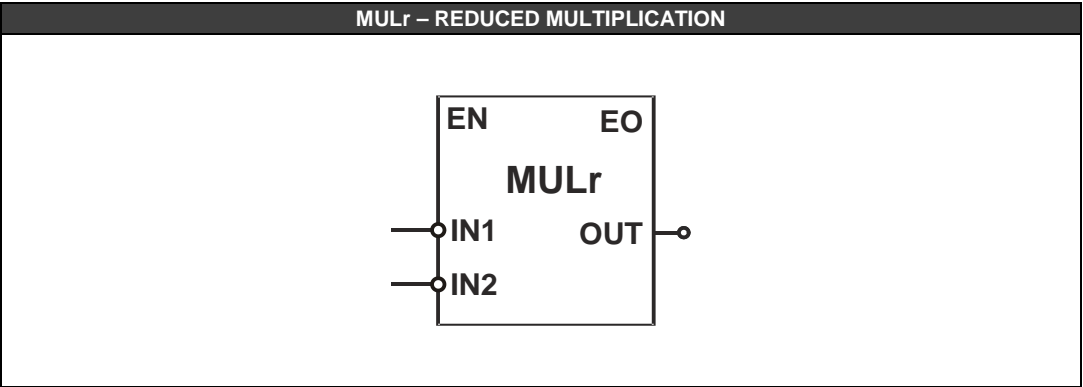 MULr – REDUCED MULTIPLICATION
EN EO
MULr
IN1 OUT
IN2